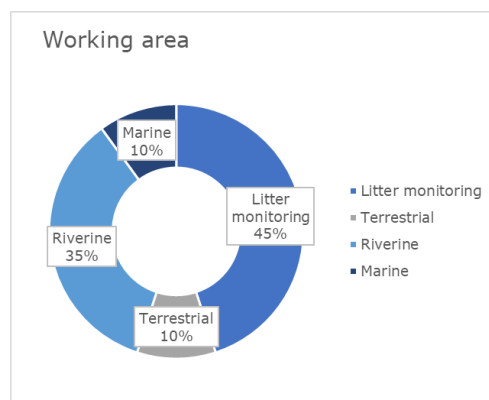 Working area
Marine
10%
Litter
monitoring
45%
Riverine
35%
Terrestrial
10%
Litter monitoring
Terrestrial
Riverine
Marine